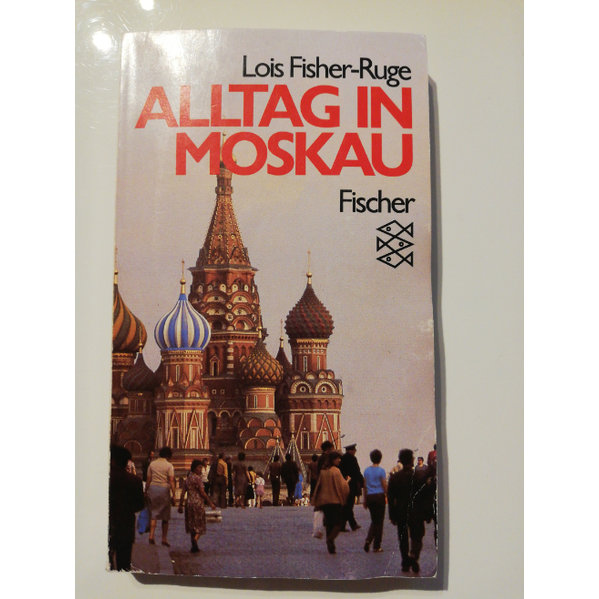 Lois Fisher-Ruge
ALLTAG IN
MOSKAU
Fischer